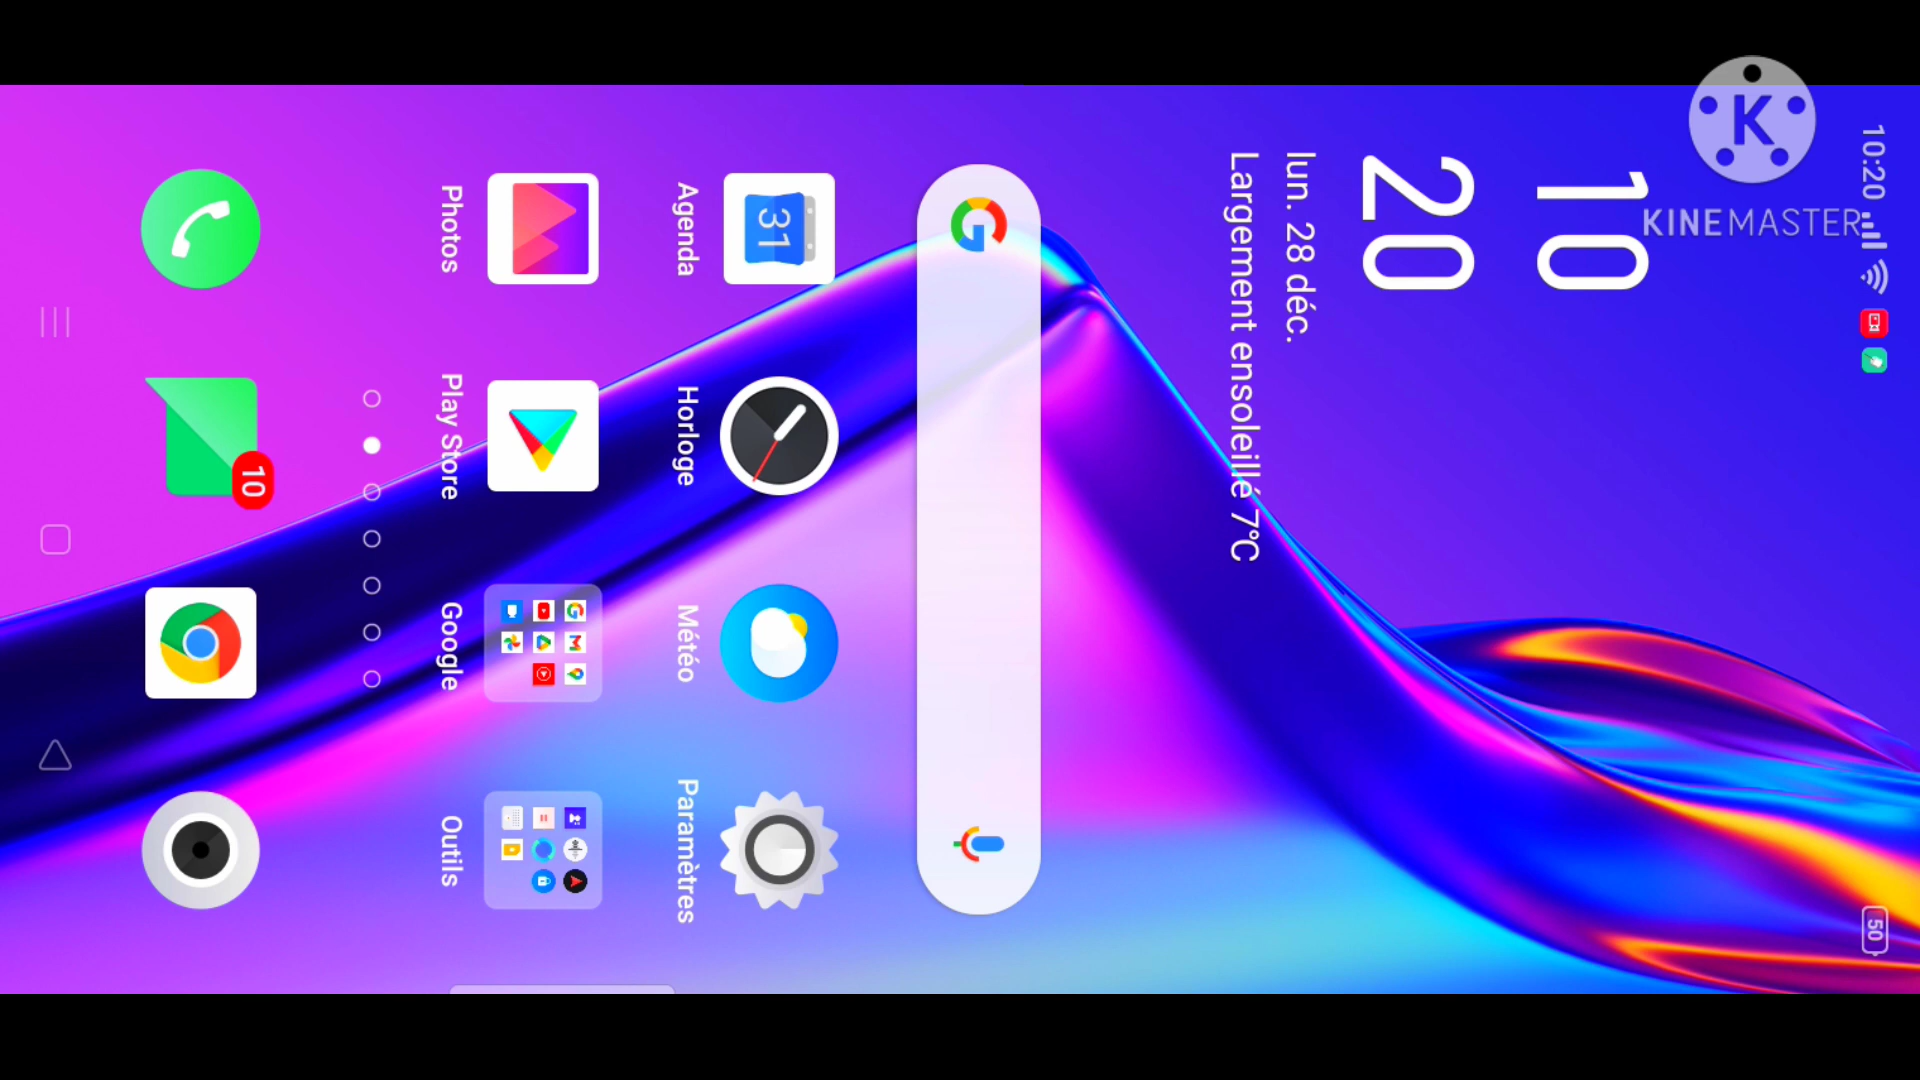 10:20
50
KINEMASTER
K
10
20
lun. 28 déc.
Largement ensoleillé 7°C
G
31
Agenda
Horloge
Météo
Paramètres
Photos
Play Store
Google
Outils
10